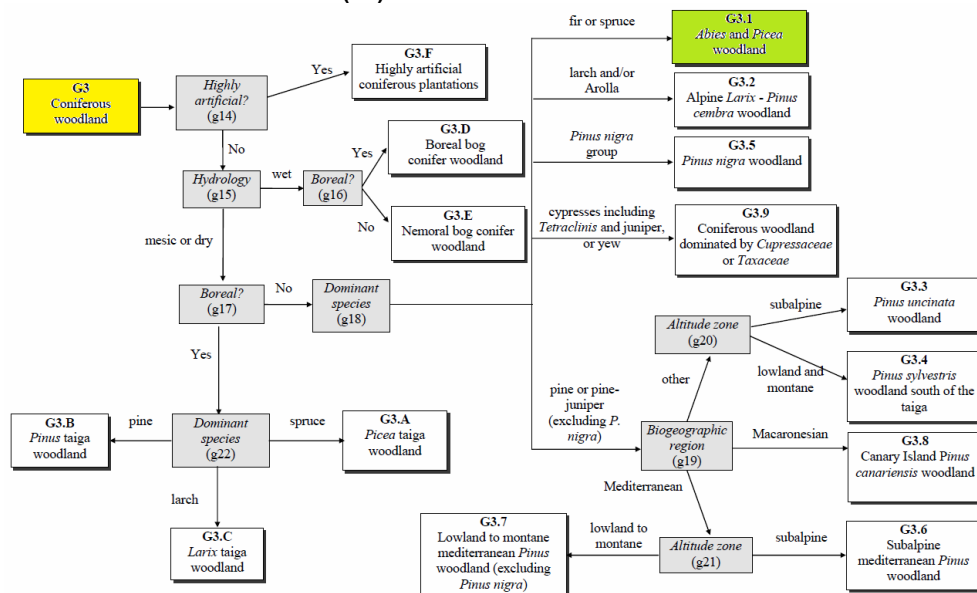 G3
Coniferous
woodland
Highly
artificial?
(g14)
Yes
G3.F
Highly artificial
coniferous plantations
No
Hydrology
(g15)
wet
Boreal?
(g16)
Yes
G3.D
Boreal bog
conifer woodland
No
G3.E
Nemoral bog conifer
woodland
mesic or dry
Boreal?
(g17)
No
Dominant
species
(g18)
Yes
Dominant
species
(g22)
pine
G3.B
Pinus taiga
woodland
spruce
G3.A
Picea taiga
woodland
larch
G3.C
Larix taiga
woodland
fir or spruce
G3.1
Abies and Picea
woodland
larch and/or
Arolla
G3.2
Alpine Larix - Pinus
cembra woodland
Pinus nigra
group
G3.5
Pinus nigra woodland
cypresses including
Tetraclinis and juniper,
or yew
G3.9
Coniferous woodland
dominated by Cupressaceae
or Taxaceae
pine or pine-
juniper
(excluding P.
nigra)
Biogeographic
region
(g19)
other
Altitude zone
(g20)
subalpine
G3.3
Pinus uncinata
woodland
lowland and
montane
G3.4
Pinus sylvestris
woodland south of the
taiga
Macaronesian
G3.8
Canary Island Pinus
canariensis woodland
Mediterranean
Altitude zone
(g21)
lowland to
montane
G3.7
Lowland to montane
mediterranean Pinus
woodland (excluding
Pinus nigra)
subalpine
G3.6
Subalpine
mediterranean Pinus
woodland